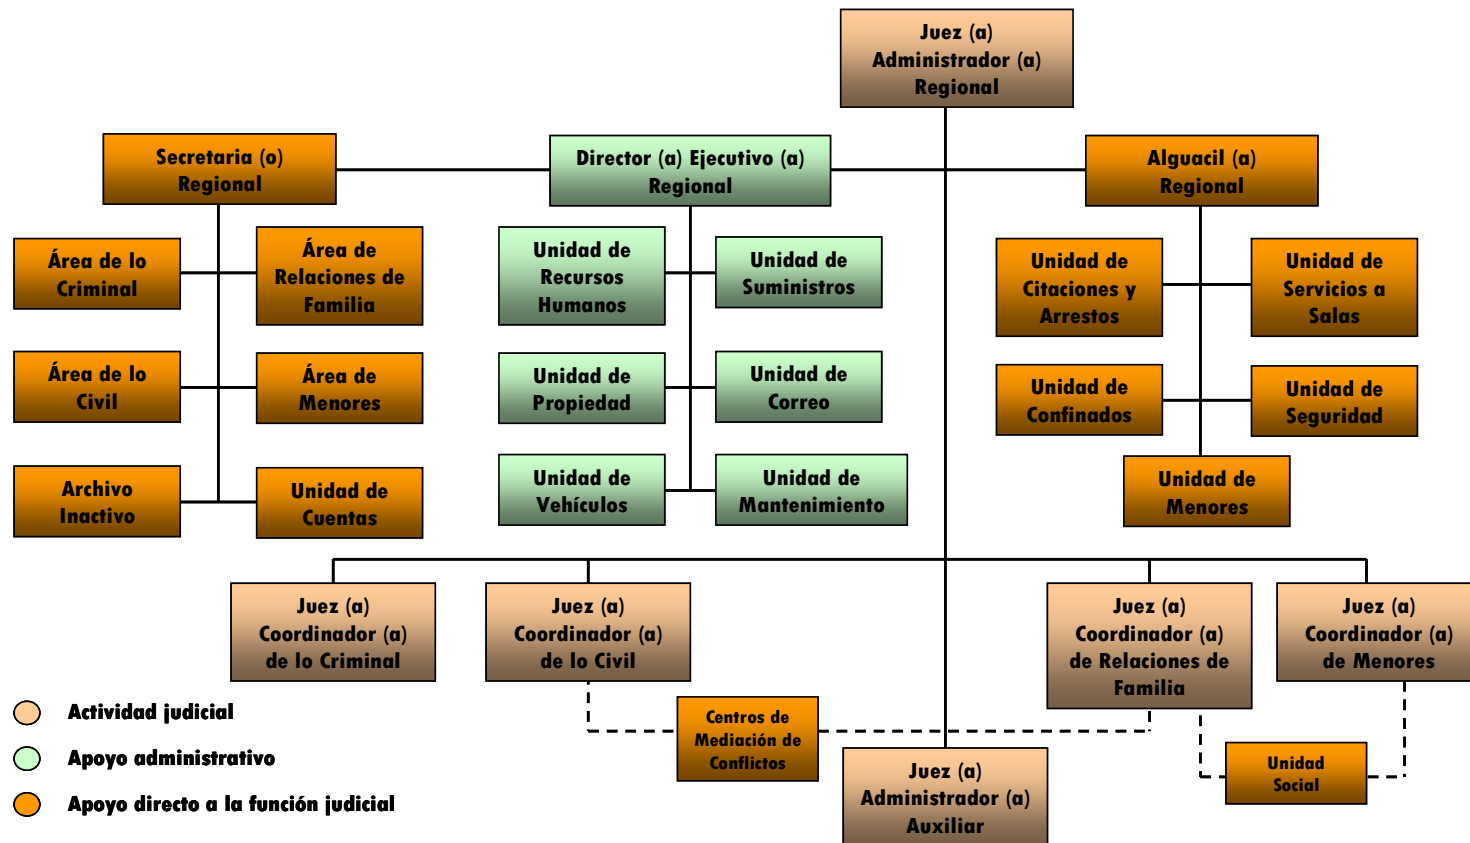 Juez (a)
Administrador (a)
Regional
Secretaria (o)
Regional
Director (a) Ejecutivo (a)
Regional
Alguacil (a)
Regional
Área de lo
Criminal
Área de
Relaciones de
Familia
Unidad de
Recursos
Humanos
Unidad de
Suministros
Unidad de
Citaciones y
Arrestos
Unidad de
Servicios a
Salas
Área de lo
Civil
Área de
Menores
Unidad de
Propiedad
Unidad de
Correo
Unidad de
Confinados
Unidad de
Seguridad
Archivo
Inactivo
Unidad de
Cuentas
Unidad de
Vehículos
Unidad de
Mantenimiento
Unidad de
Menores
Juez (a)
Coordinador (a)
de lo Criminal
Juez (a)
Coordinador (a)
de lo Civil
Juez (a)
Coordinador (a)
de Relaciones de
Familia
Juez (a)
Coordinador (a)
de Menores
Centros de
Mediación de
Conflictos
Unidad
Social
Juez (a)
Administrador (a)
Auxiliar
Actividad judicial
Apoyo administrativo
Apoyo directo a la función judicial